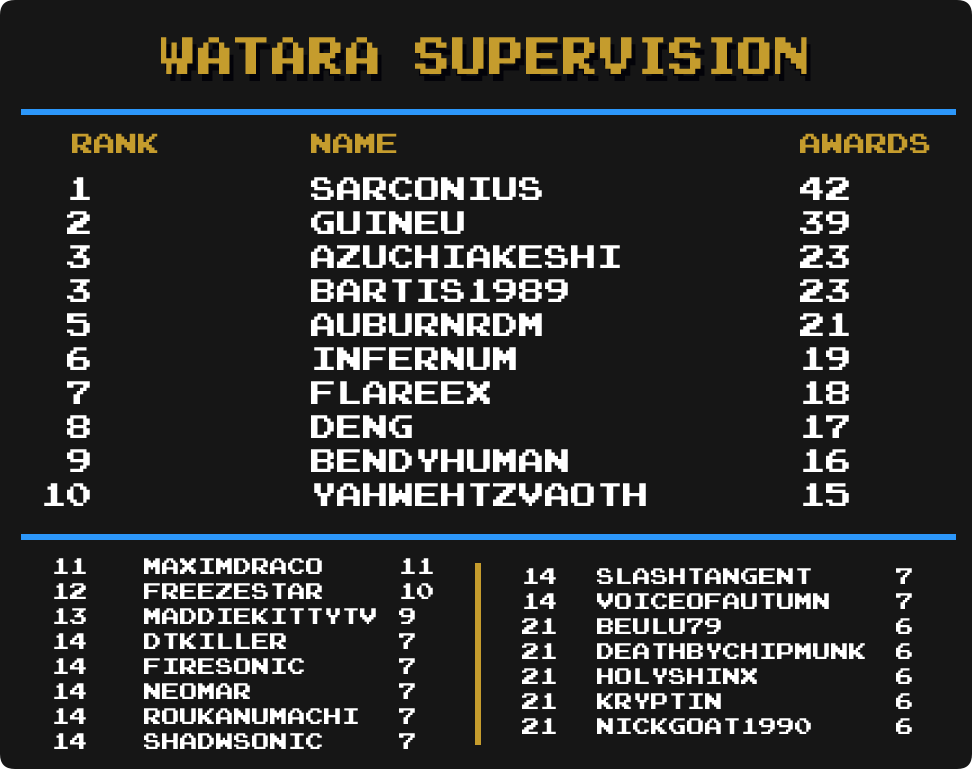 WATARA SUPERVISION
RANK NAME AWARDS
1 SARCONIUS 42
2 GUINEU 39
3 AZUCHIAKESHI 23
3 BARTIS1989 23
5 AUBURNRDM 21
6 INFERNUM 19
7 FLAREEX 18
8 DENG 17
9 BENDYHUMAN 16
10 YAHWEHTZVAOTH 15
11 MAXIMDRACO 11
12 FREEZESTAR 10
13 MADDIEKITTYTV 9
14 DTKILLER 7
14 FIRESONIC 7
14 NEOMAR 7
14 ROUKANUMACHI 7
14 SHADWSONIC 7
14 SLASHTANGENT 7
14 VOICEOFAUTUMN 7
21 BEULU79 6
21 DEATHBYCHIPMUNK 6
21 HOLYSHINX 6
21 KRYPTIN 6
21 NICKGOAT1990 6